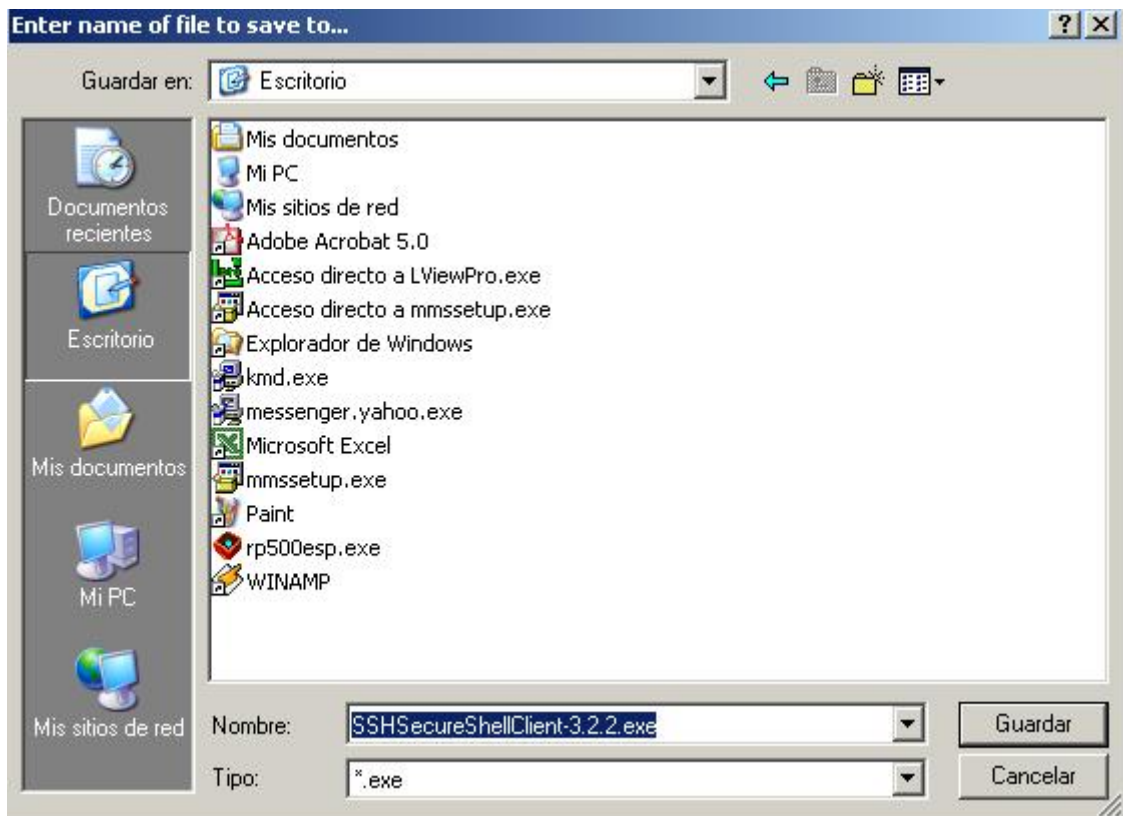 Enter name of file to save to...
Guardar en:
Escritorio
Documentos
recientes
Escritorio
Mis documentos
Mi PC
Mis sitios de red
Mis documentos
Mi PC
Mis sitios de red
Adobe Acrobat 5.0
Acceso directo a LViewPro.exe
Acceso directo a mmssetup.exe
Explorador de Windows
kmd.exe
messenger.yahoo.exe
Microsoft Excel
mmssetup.exe
Paint
rp500esp.exe
WINAMP
Nombre:
SSHSecureShellClient-3.2.2.exe
Guardar
Tipo:
*.exe
Cancelar